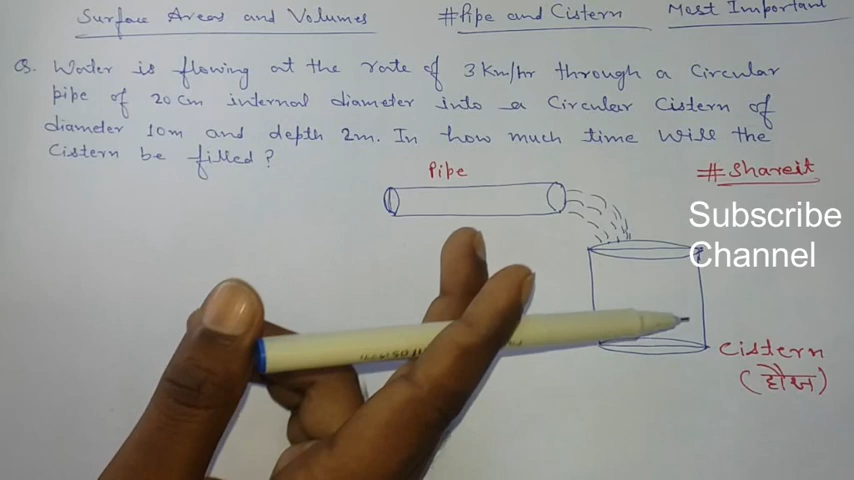 Surface Areas and Volumes #Pipe and Cistern Most Important
Q. Water is flowing at the rate of 3 Km/hr through a Circular
pipe of 20 cm internal diameter into a Circular Cistern of
diameter 10m and depth 2m. In how much time will the
Cistern be filled?
#Shareit
Pipe
Subscribe
Channel
Cistern
(हौज)